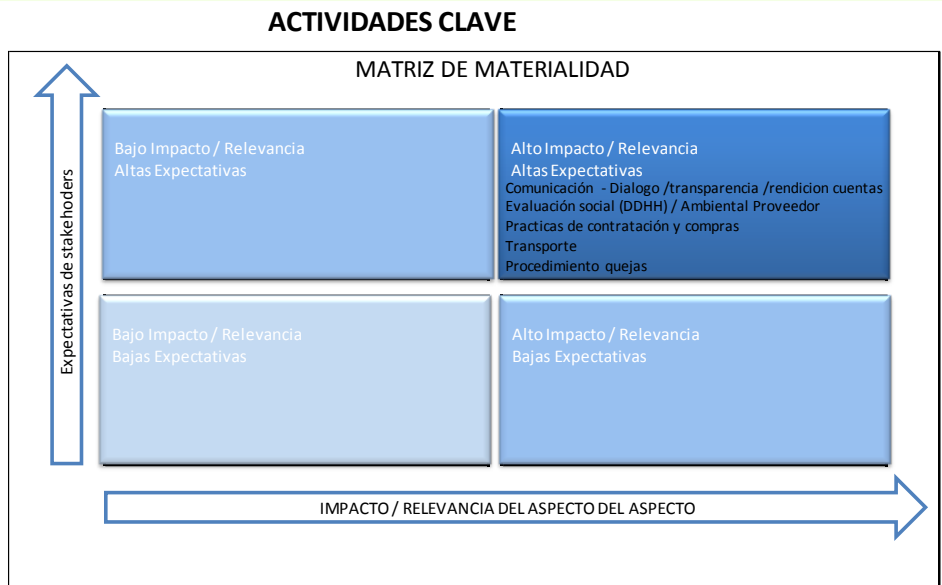 ACTIVIDADES CLAVE
MATRIZ DE MATERIALIDAD
Expectativas de stakehoders
Bajo Impacto / Relevancia
Altas Expectativas
Alto Impacto / Relevancia
Altas Expectativas
Comunicación - Dialogo /transparencia /rendicion cuentas
Evaluación social (DDHH) / Ambiental Proveedor
Practicas de contratación y compras
Transporte
Procedimiento quejas
Bajo Impacto / Relevancia
Bajas Expectativas
Alto Impacto / Relevancia
Bajas Expectativas
IMPACTO / RELEVANCIA DEL ASPECTO DEL ASPECTO